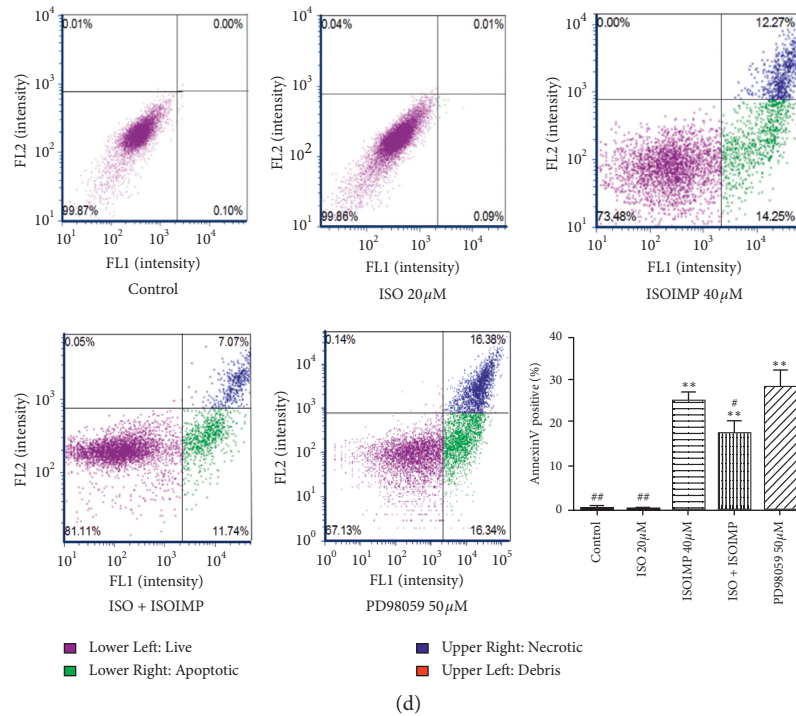 0.01%
0.00%
10⁴
10³
10²
10¹
FL2 (intensity)
99.87%
0.10%
10¹ 10² 10³ 10⁴
FL1 (intensity)
Control
0.04%
0.01%
10⁴
10³
10²
10¹
FL2 (intensity)
99.86%
0.09%
10² 10³ 10⁴
FL1 (intensity)
ISO 20μM
0.00%
12.27%
10⁴
10³
10²
10¹
FL2 (intensity)
73.48%
14.25%
10¹ 10² 10³ 10⁴
FL1 (intensity)
ISOIMP 40μM
0.05%
7.07%
10³
10²
FL2 (intensity)
81.11%
11.74%
10¹ 10² 10³ 10⁴
FL1 (intensity)
ISO + ISOIMP
0.14%
16.38%
10⁴
10³
10²
10¹
10⁰
FL2 (intensity)
67.13%
16.34%
10¹ 10² 10³ 10⁴ 10⁵
FL1 (intensity)
PD98059 50μM
40
30
20
10
0
AnnexinV positive (%)
##
##
**
#
**
**
Control
ISO 20μM
ISOIMP 40μM
ISO + ISOIMP
PD98059 50μM
Lower Left: Live
Lower Right: Apoptotic
Upper Right: Necrotic
Upper Left: Debris
(d)